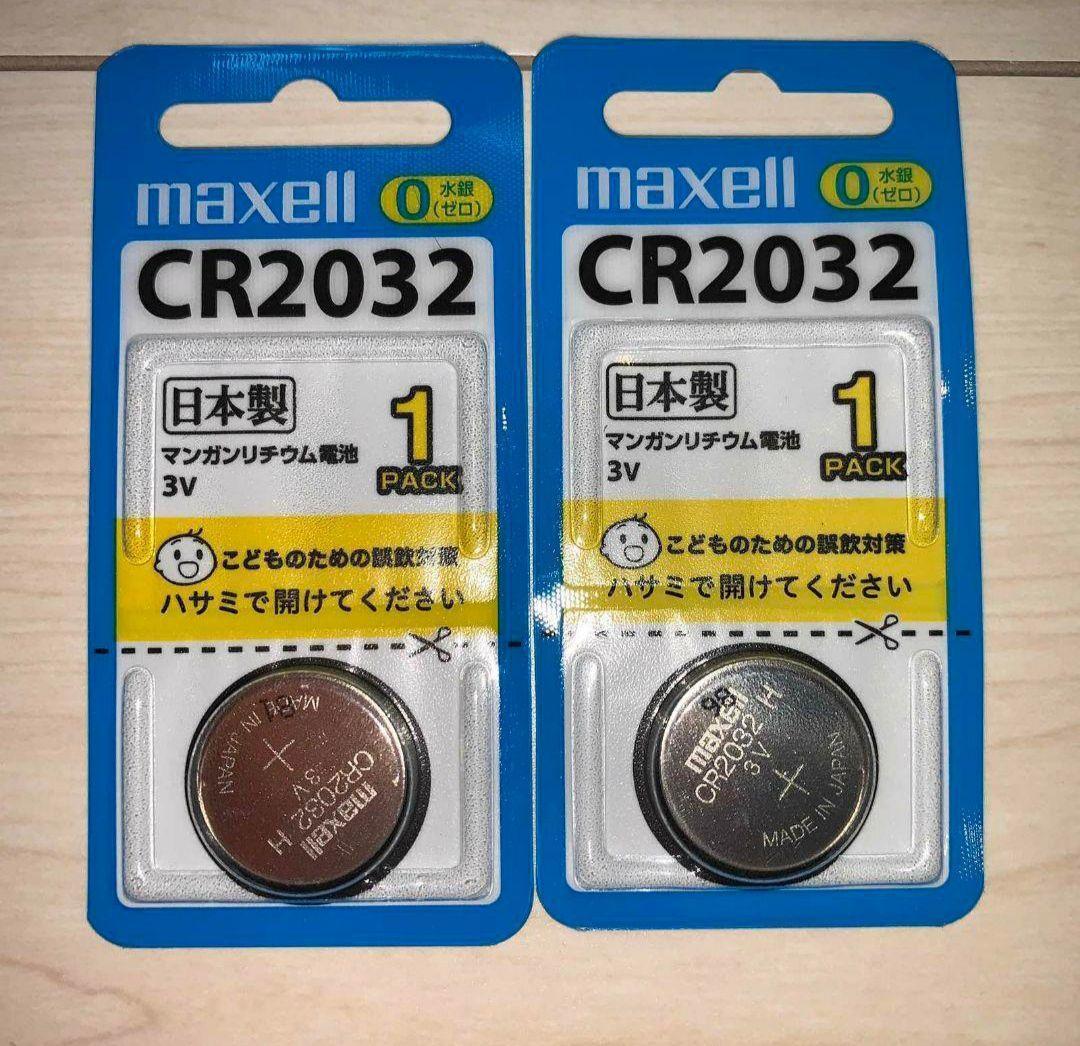 maxell
0 水銀
(ゼロ)
CR2032
日本製
1
PACK
マンガンリチウム電池
3V
こどものための誤飲対策
ハサミで開けてください
MADE IN JAPAN
CR2032
3V
maxell
H
maxell
0 水銀
(ゼロ)
CR2032
日本製
1
PACK
マンガンリチウム電池
3V
こどものための誤飲対策
ハサミで開けてください
maxell
CR2032 H
3V
MADE IN JAPAN